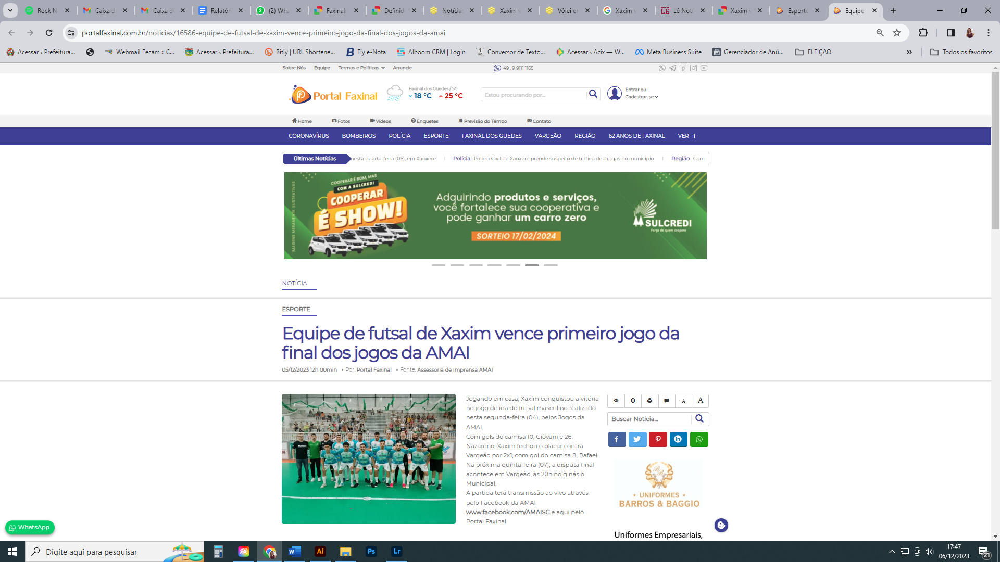 Rock N
Caixa d
Caixa d
Relatóri
(2) Wha
Faxinal
Definid
Notícia
Xaxim v
Vôlei e
Xaxim v
Lê Notí
Xaxim v
Esporte
Equipe
portalfaxinal.com.br/noticias/16586-equipe-de-futsal-de-xaxim-vence-primeiro-jogo-da-final-dos-jogos-da-amai
Acessar ‹ Prefeitura...
Webmail Fecam :: C...
Acessar ‹ Prefeitura...
Bitly | URL Shortene...
Fly e-Nota
Alboom CRM | Login
Conversor de Texto...
Acessar ‹ Acix — W...
Meta Business Suite
Gerenciador de Anú...
ELEIÇAO
Todos os favoritos
Sobre Nós Equipe Termos e Políticas Anuncie
49 . 9 9111 1165
Portal Faxinal
Faxinal dos Guedes / SC
18 °C 25 °C
Estou procurando por...
Entrar ou
Cadastrar-se
Home Fotos Vídeos Enquetes Previsão do Tempo Contato
CORONAVÍRUS BOMBEIROS POLÍCIA ESPORTE FAXINAL DOS GUEDES VARGEÃO REGIÃO 62 ANOS DE FAXINAL VER +
Últimas Notícias nesta quarta-feira (06), em Xanxerê | Polícia Polícia Civil de Xanxerê prende suspeito de tráfico de drogas no município | Região Com
IMAGENS MERAMENTE ILUSTRATIVAS
COOPERAR É BOM, MAS
COM A SULCREDI
COOPERAR
É SHOW!
Adquirindo produtos e serviços,
você fortalece sua cooperativa e
pode ganhar um carro zero
SORTEIO 17/02/2024
SULCREDI
Força de quem coopera
NOTÍCIA
ESPORTE
Equipe de futsal de Xaxim vence primeiro jogo da
final dos jogos da AMAI
05/12/2023 12h 00min • Por: Portal Faxinal • Fonte: Assessoria de Imprensa AMAI
Jogando em casa, Xaxim conquistou a vitória
no jogo de ida do futsal masculino realizado
nesta segunda-feira (04), pelos Jogos da
AMAI.
Com gols do camisa 10, Giovani e 26,
Nazareno, Xaxim fechou o placar contra
Vargeão por 2x1, com gol do camisa 8, Rafael.
Na próxima quinta-feira (07), a disputa final
acontece em Vargeão, às 20h no ginásio
Municipal.
A partida terá transmissão ao vivo através
pelo Facebook da AMAI
www.facebook.com/AMAISC e aqui pelo
Portal Faxinal.
A A
Buscar Notícia...
UNIFORMES
BARROS & BAGGIO
Uniformes Empresariais,
WhatsApp
Digite aqui para pesquisar
Ai
Ps
Lr
17:47
06/12/2023
21